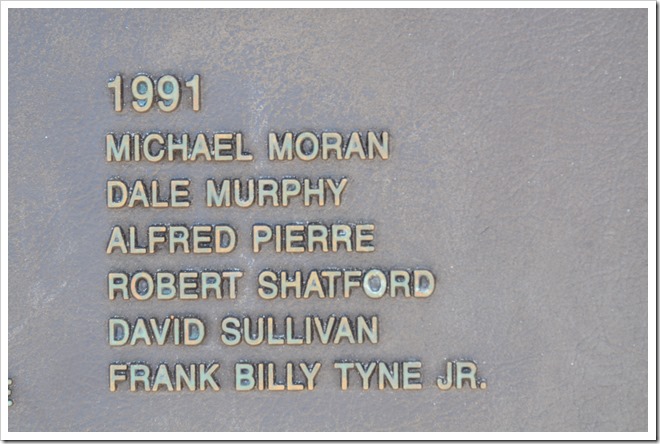 1991
MICHAEL MORAN
DALE MURPHY
ALFRED PIERRE
ROBERT SHATFORD
DAVID SULLIVAN
FRANK BILLY TYNE JR.